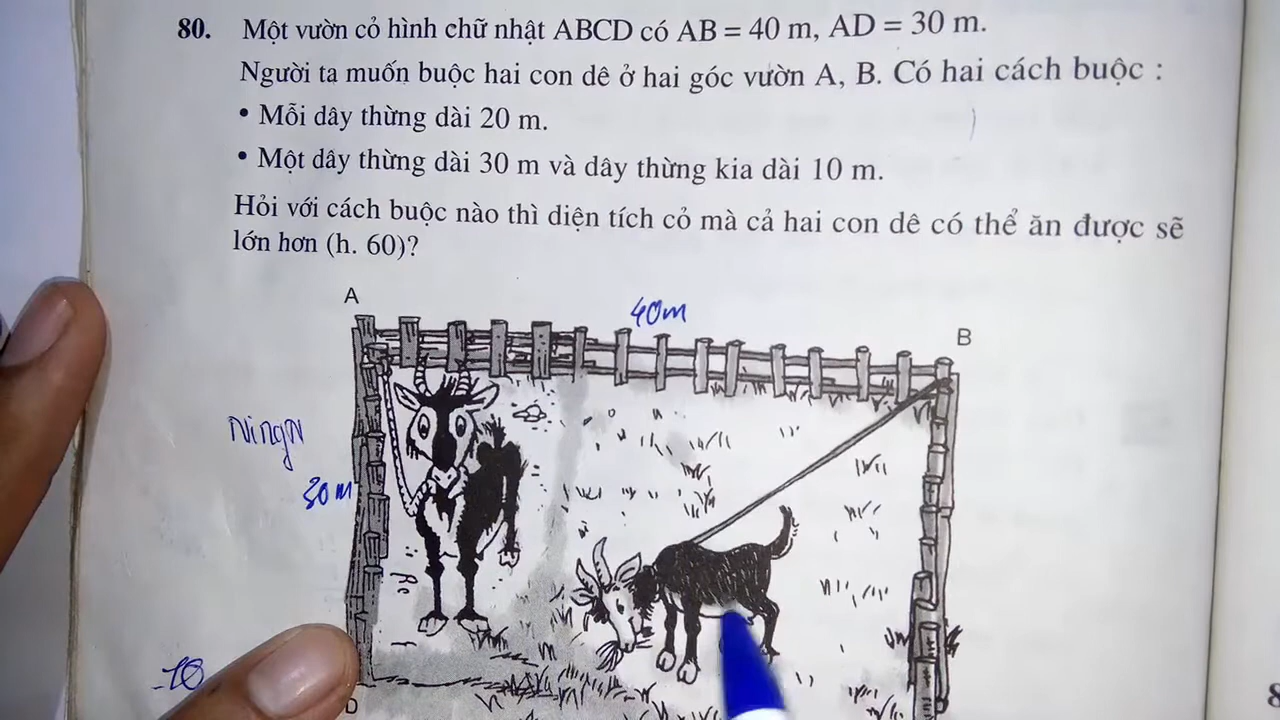 80. Một vườn cỏ hình chữ nhật ABCD có AB = 40 m, AD = 30 m.
Người ta muốn buộc hai con dê ở hai góc vườn A, B. Có hai cách buộc :
• Mỗi dây thừng dài 20 m.
• Một dây thừng dài 30 m và dây thừng kia dài 10 m.
Hỏi với cách buộc nào thì diện tích cỏ mà cả hai con dê có thể ăn được sẽ
lớn hơn (h. 60)?
A
40m
B
30m
10
D
8